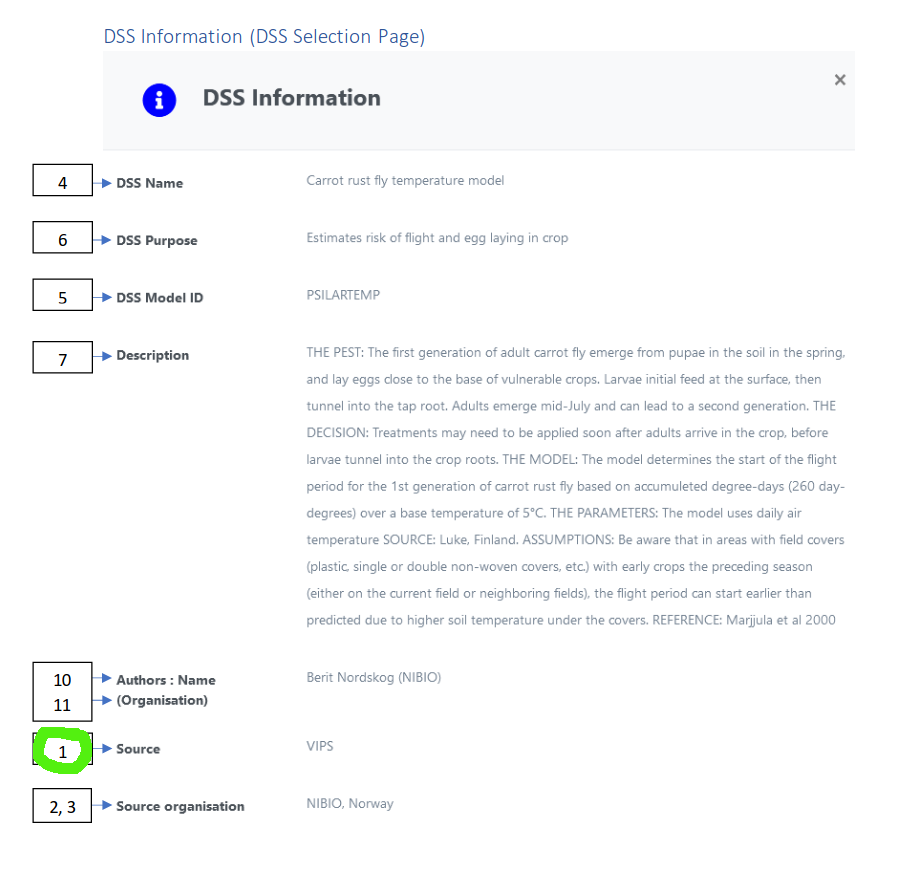 DSS Information (DSS Selection Page)
DSS Information
×
4 DSS Name Carrot rust fly temperature model
6 DSS Purpose Estimates risk of flight and egg laying in crop
5 DSS Model ID PSILARTEMP
7 Description THE PEST: The first generation of adult carrot fly emerge from pupae in the soil in the spring,
and lay eggs close to the base of vulnerable crops. Larvae initial feed at the surface, then
tunnel into the tap root. Adults emerge mid-July and can lead to a second generation. THE
DECISION: Treatments may need to be applied soon after adults arrive in the crop, before
larvae tunnel into the crop roots. THE MODEL: The model determines the start of the flight
period for the 1st generation of carrot rust fly based on accumuleted degree-days (260 day-
degrees) over a base temperature of 5°C. THE PARAMETERS: The model uses daily air
temperature SOURCE: Luke, Finland. ASSUMPTIONS: Be aware that in areas with field covers
(plastic, single or double non-woven covers, etc.) with early crops the preceding season
(either on the current field or neighboring fields), the flight period can start earlier than
predicted due to higher soil temperature under the covers. REFERENCE: Marjjula et al 2000
10 Authors : Name Berit Nordskog (NIBIO)
11 (Organisation)
1 Source VIPS
2, 3 Source organisation NIBIO, Norway